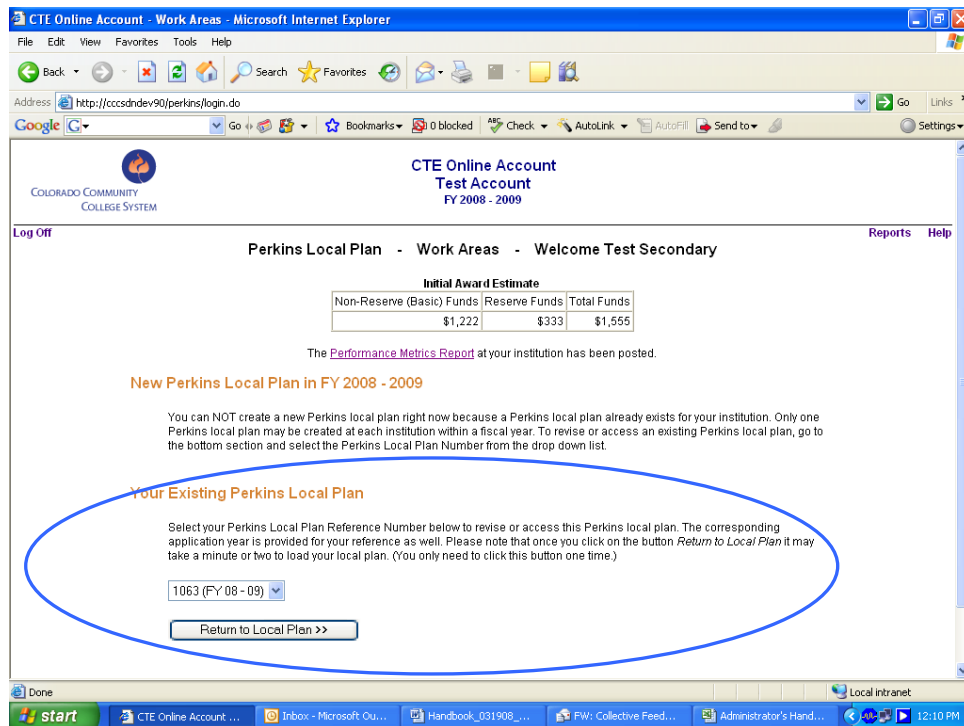 CTE Online Account - Work Areas - Microsoft Internet Explorer
File Edit View Favorites Tools Help
Back Search Favorites
Address http://cccsdndev90/perkins/login.do Go Links
Google G Go Bookmarks 0 blocked ABC Check AutoLink AutoFill Send to Settings
COLORADO COMMUNITY
COLLEGE SYSTEM
CTE Online Account
Test Account
FY 2008 - 2009
Log Off Reports Help
Perkins Local Plan - Work Areas - Welcome Test Secondary
Initial Award Estimate
Non-Reserve (Basic) Funds Reserve Funds Total Funds
$1,222 $333 $1,555
The Performance Metrics Report at your institution has been posted.
New Perkins Local Plan in FY 2008 - 2009
You can NOT create a new Perkins local plan right now because a Perkins local plan already exists for your institution. Only one
Perkins local plan may be created at each institution within a fiscal year. To revise or access an existing Perkins local plan, go to
the bottom section and select the Perkins Local Plan Number from the drop down list.
Your Existing Perkins Local Plan
Select your Perkins Local Plan Reference Number below to revise or access this Perkins local plan. The corresponding
application year is provided for your reference as well. Please note that once you click on the button Return to Local Plan it may
take a minute or two to load your local plan. (You only need to click this button one time.)
1063 (FY 08 - 09)
Return to Local Plan >>
Done Local intranet
start CTE Online Account ... Inbox - Microsoft Ou... Handbook_031908_... FW: Collective Feed... Administrator's Hand... 12:10 PM